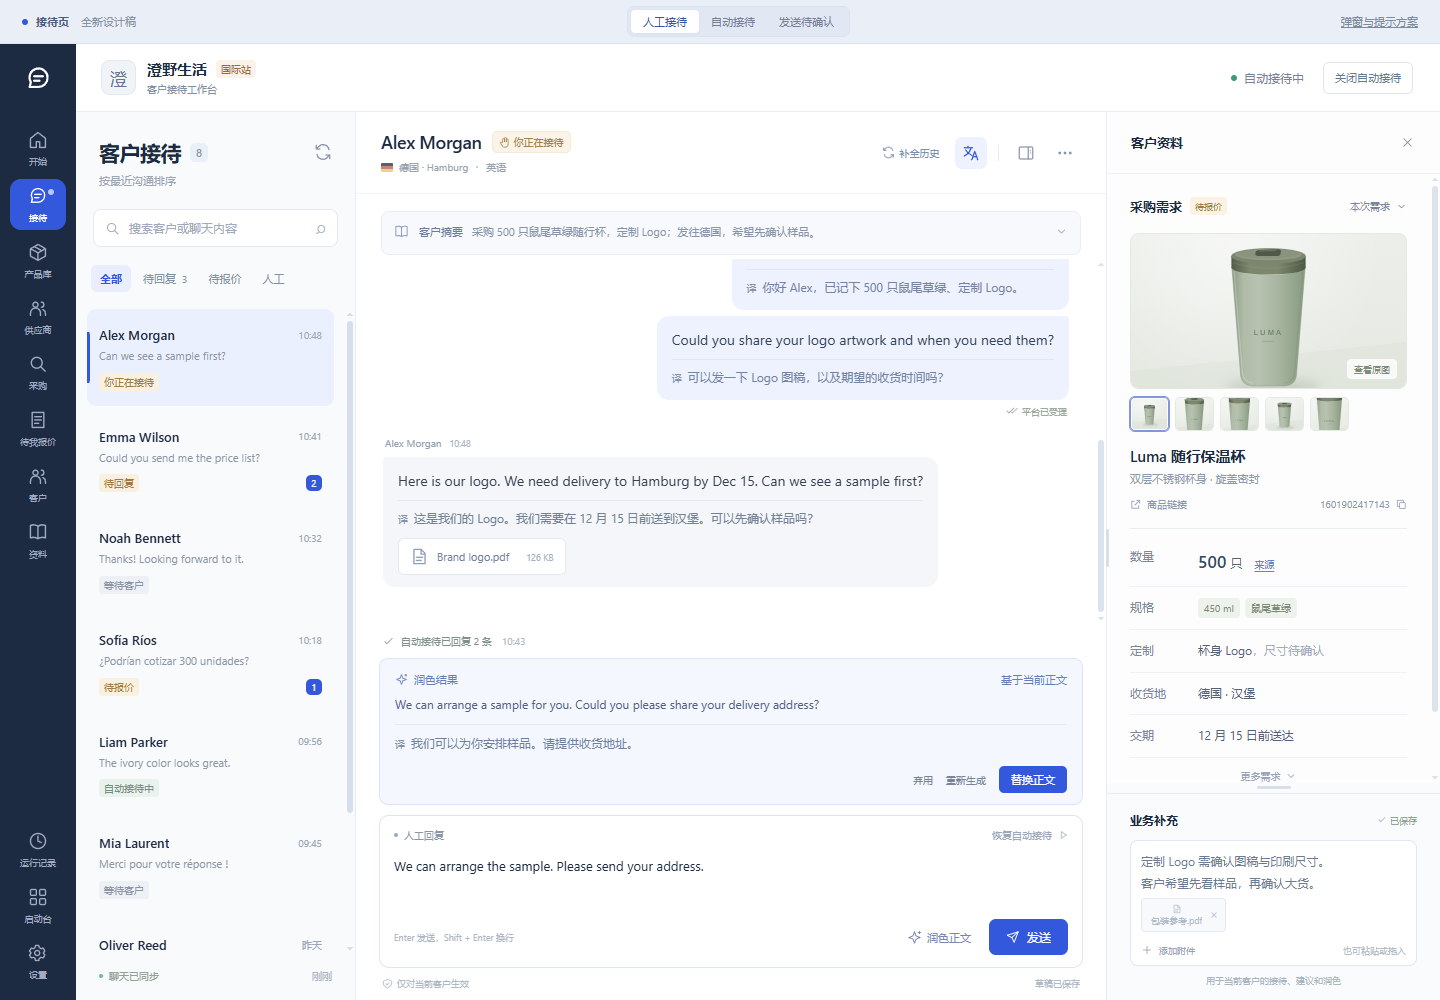 接待页 全新设计稿
人工接待 自动接待 发送待确认
弹窗与提示方案
澄
澄野生活 国际站
客户接待工作台
自动接待中
关闭自动接待
开始
接待
产品库
供应商
采购
待我报价
客户
资料
运行记录
启动台
设置
客户接待 8
按最近沟通排序
搜索客户或聊天内容
全部 待回复 3 待报价 人工
Alex Morgan 10:48
Can we see a sample first?
你正在接待
Emma Wilson 10:41
Could you send me the price list?
待回复 2
Noah Bennett 10:32
Thanks! Looking forward to it.
等待客户
Sofía Ríos 10:18
¿Podrían cotizar 300 unidades?
待报价 1
Liam Parker 09:56
The ivory color looks great.
自动接待中
Mia Laurent 09:45
Merci pour votre réponse !
等待客户
Oliver Reed 昨天
聊天已同步 刚刚
Alex Morgan 你正在接待
德国 · Hamburg · 英语
补全历史
客户摘要 采购 500 只鼠尾草绿随行杯，定制 Logo；发往德国，希望先确认样品。
译 你好 Alex，已记下 500 只鼠尾草绿、定制 Logo。
Could you share your logo artwork and when you need them?
译 可以发一下 Logo 图稿，以及期望的收货时间吗？
平台已受理
Alex Morgan 10:48
Here is our logo. We need delivery to Hamburg by Dec 15. Can we see a sample first?
译 这是我们的 Logo。我们需要在 12 月 15 日前送到汉堡。可以先确认样品吗？
Brand logo.pdf 126 KB
自动接待已回复 2 条 10:43
润色结果 基于当前正文
We can arrange a sample for you. Could you please share your delivery address?
译 我们可以为你安排样品。请提供收货地址。
弃用 重新生成 替换正文
人工回复 恢复自动接待
We can arrange the sample. Please send your address.
Enter 发送，Shift + Enter 换行
润色正文 发送
仅对当前客户生效 草稿已保存
客户资料
采购需求 待报价 本次需求
LUMA
查看原图
Luma 随行保温杯
双层不锈钢杯身 · 旋盖密封
商品链接 1601902417143
数量 500 只 来源
规格 450 ml 鼠尾草绿
定制 杯身 Logo，尺寸待确认
收货地 德国 · 汉堡
交期 12 月 15 日前送达
更多需求
业务补充 已保存
定制 Logo 需确认图稿与印刷尺寸。
客户希望先看样品，再确认大货。
包装参考.pdf
添加附件 也可粘贴或拖入
用于当前客户的接待、建议和润色